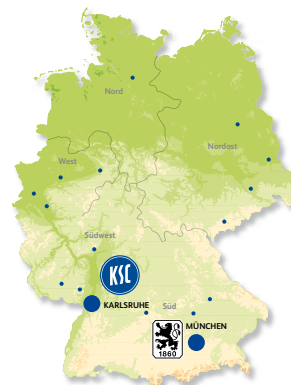 Nord
Nordost
West
Südwest
KSC
KARLSRUHE
Süd
MÜNCHEN
1860